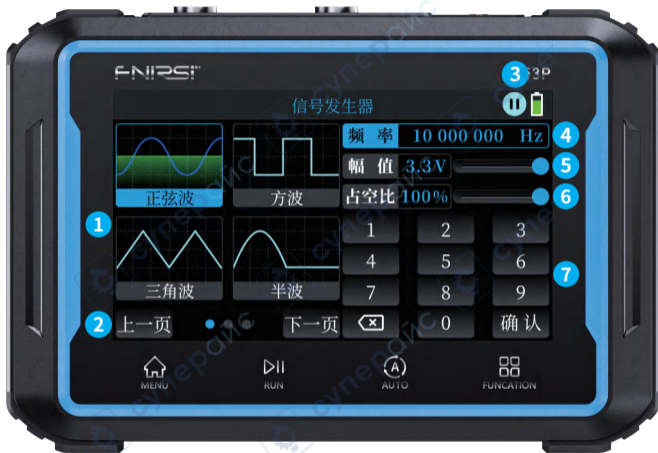 FNIRSI
53P
3
信号发生器
频 率 10 000 000 Hz 4
幅 值 3.3V 5
正弦波 方波
占空比 100% 6
1
1 2 3
4 5 6
7
三角波 半波
7 8 9
2 上一页 下一页
0 确 认
MENU RUN AUTO FUNCATION
суперайс